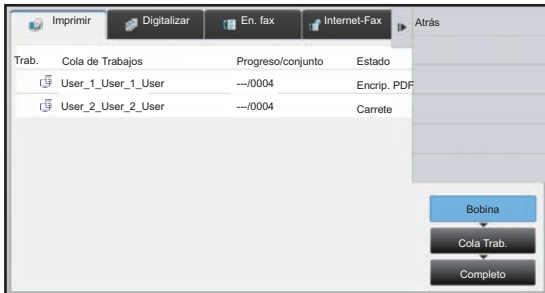 Imprimir Digitalizar En. fax Internet-Fax Atrás
Trab. Cola de Trabajos Progreso/conjunto Estado
User_1_User_1_User ---/0004 Encrip. PDF
User_2_User_2_User ---/0004 Carrete
Bobina
Cola Trab.
Completo